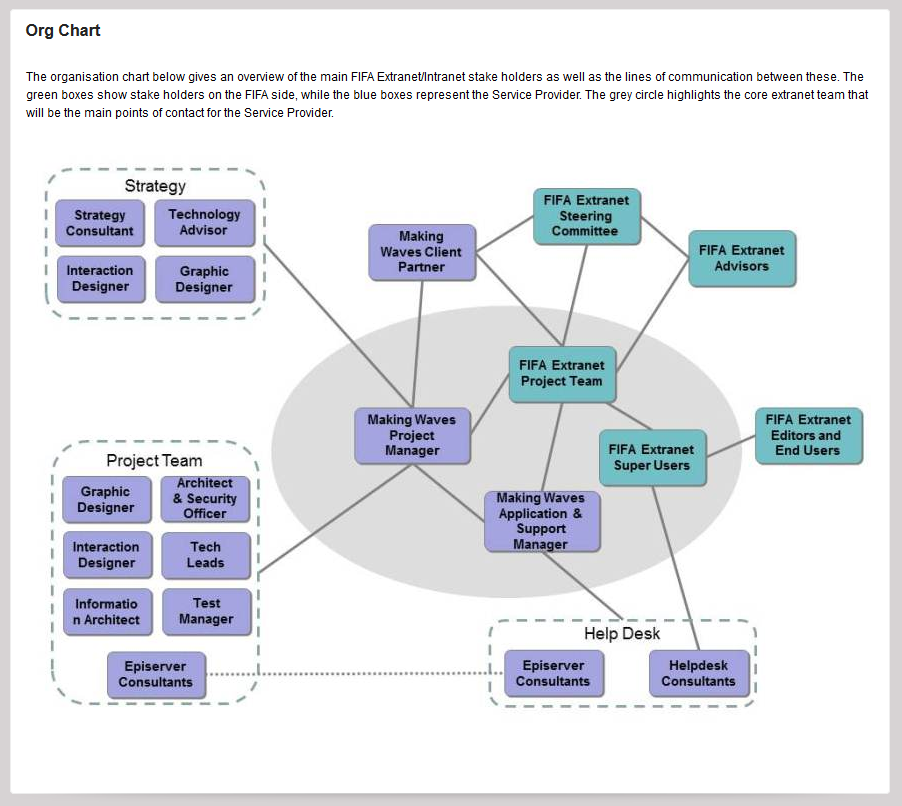 Org Chart
The organisation chart below gives an overview of the main FIFA Extranet/Intranet stake holders as well as the lines of communication between these. The
green boxes show stake holders on the FIFA side, while the blue boxes represent the Service Provider. The grey circle highlights the core extranet team that
will be the main points of contact for the Service Provider.
Strategy
Strategy
Consultant
Technology
Advisor
Interaction
Designer
Graphic
Designer
Making
Waves Client
Partner
FIFA Extranet
Steering
Committee
FIFA Extranet
Advisors
FIFA Extranet
Project Team
Making Waves
Project
Manager
FIFA Extranet
Super Users
FIFA Extranet
Editors and
End Users
Making Waves
Application &
Support
Manager
Project Team
Graphic
Designer
Architect
& Security
Officer
Interaction
Designer
Tech
Leads
Informatio
n Architect
Test
Manager
Episerver
Consultants
Help Desk
Episerver
Consultants
Helpdesk
Consultants